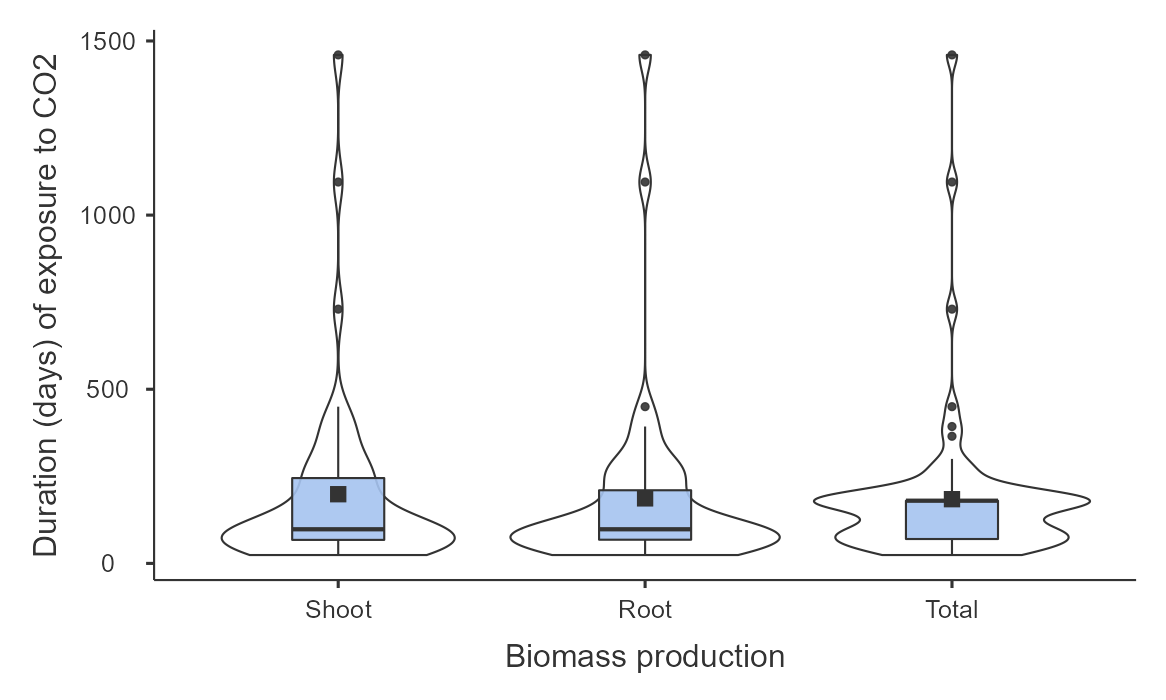 Duration (days) of exposure to CO2
1500
1000
500
0
Shoot Root Total
Biomass production